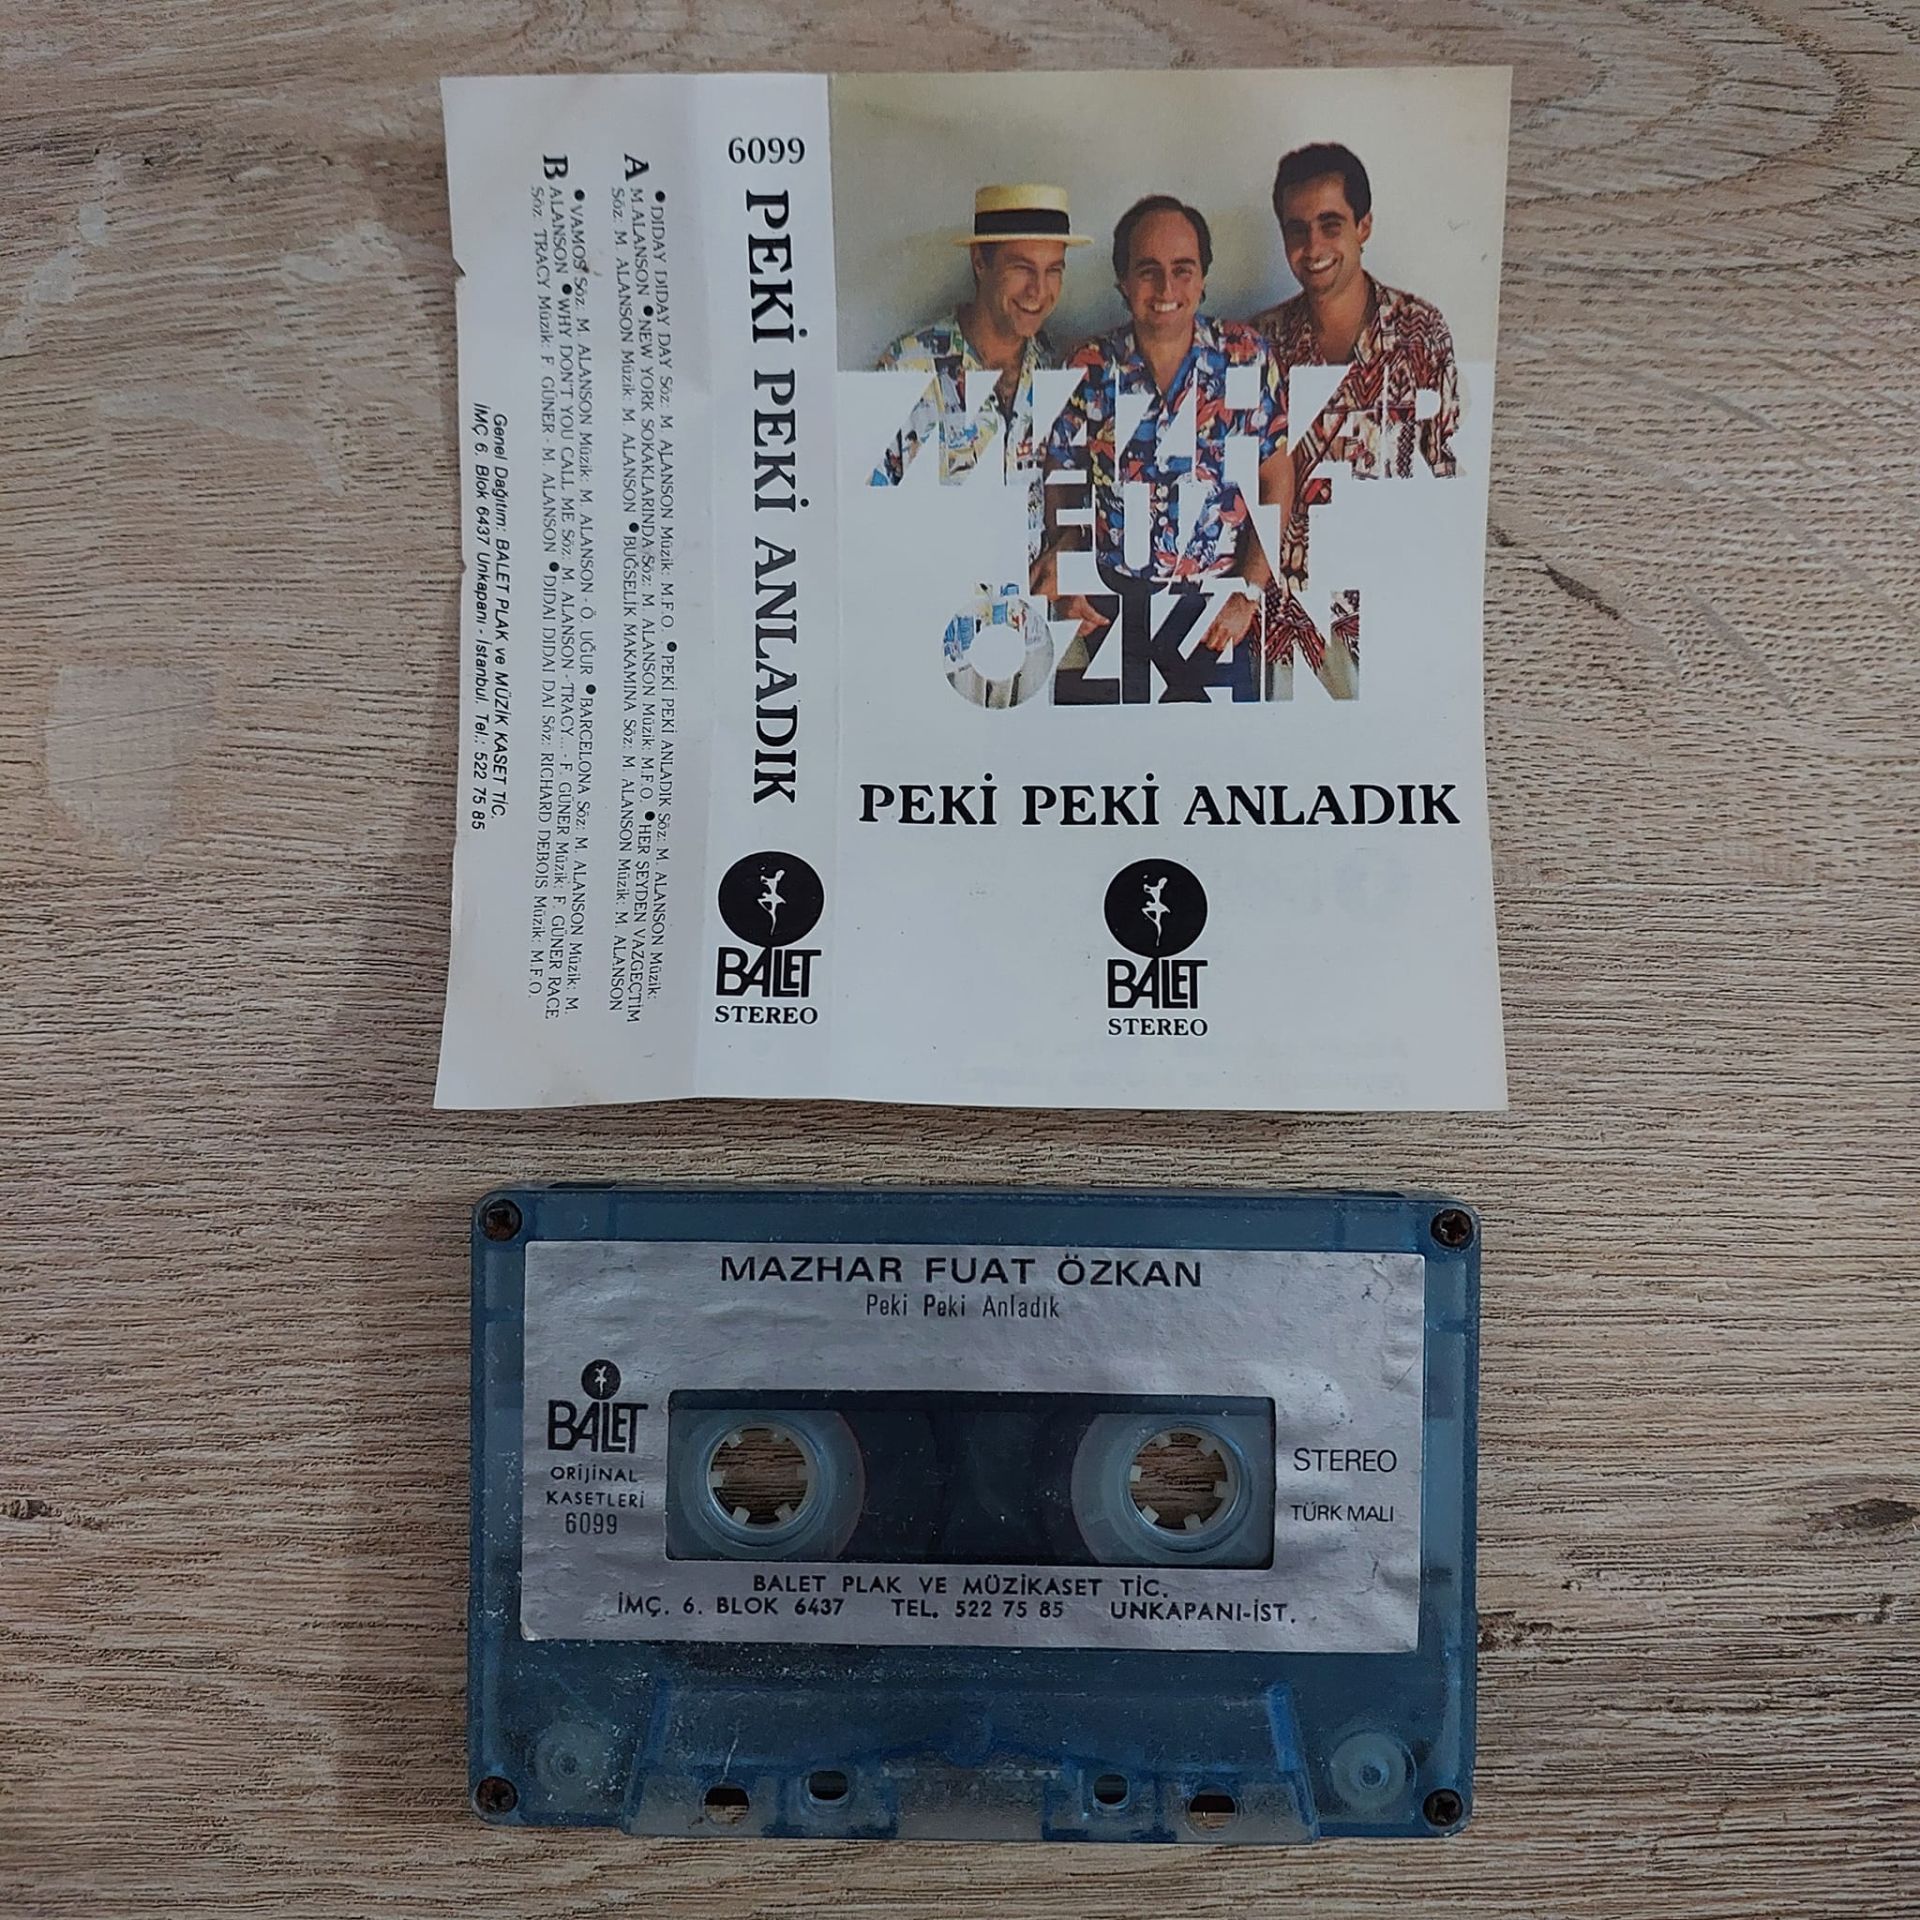 6099
PEKİ PEKİ ANLADIK
BALET
STEREO
A
•DIDAY DIDAY DAY Söz: M. ALANSON Müzik: M.F.O. •PEKİ PEKİ ANLADIK Söz: M. ALANSON Müzik:
M.ALANSON •NEW YORK SOKAKLARINDA Söz: M. ALANSON Müzik: M.F.O. •HER ŞEYDEN VAZGEÇTİM
Söz: M. ALANSON Müzik: M. ALANSON •BUĞSELIK MAKAMINA Söz: M. ALANSON Müzik: M. ALANSON
B
•VAMOS Söz: M. ALANSON Müzik: M. ALANSON - Ö. UĞUR •BARCELONA Söz: M. ALANSON Müzik: M.
ALANSON •WHY DON'T YOU CALL ME Söz: M. ALANSON - TRACY... - F. GÜNER Müzik: F. GÜNER RACE
Söz: TRACY Müzik: F. GÜNER - M. ALANSON •DIDAI DIDAI DAI Söz: RICHARD DEBOIS Müzik: M.F.O.
Genel Dağıtım: BALET PLAK ve MÜZİK KASET TİC.
İMÇ 6. Blok 6437 Unkapanı - İstanbul. Tel.: 522 75 85
MAZHAR
FUAT
ÖZKAN
PEKİ PEKİ ANLADIK
BALET
STEREO
MAZHAR FUAT ÖZKAN
Peki Peki Anladık
BALET
ORİJİNAL
KASETLERİ
6099
STEREO
TÜRK MALI
BALET PLAK VE MÜZİKASET TİC.
İMÇ. 6. BLOK 6437 TEL. 522 75 85 UNKAPANI-İST.